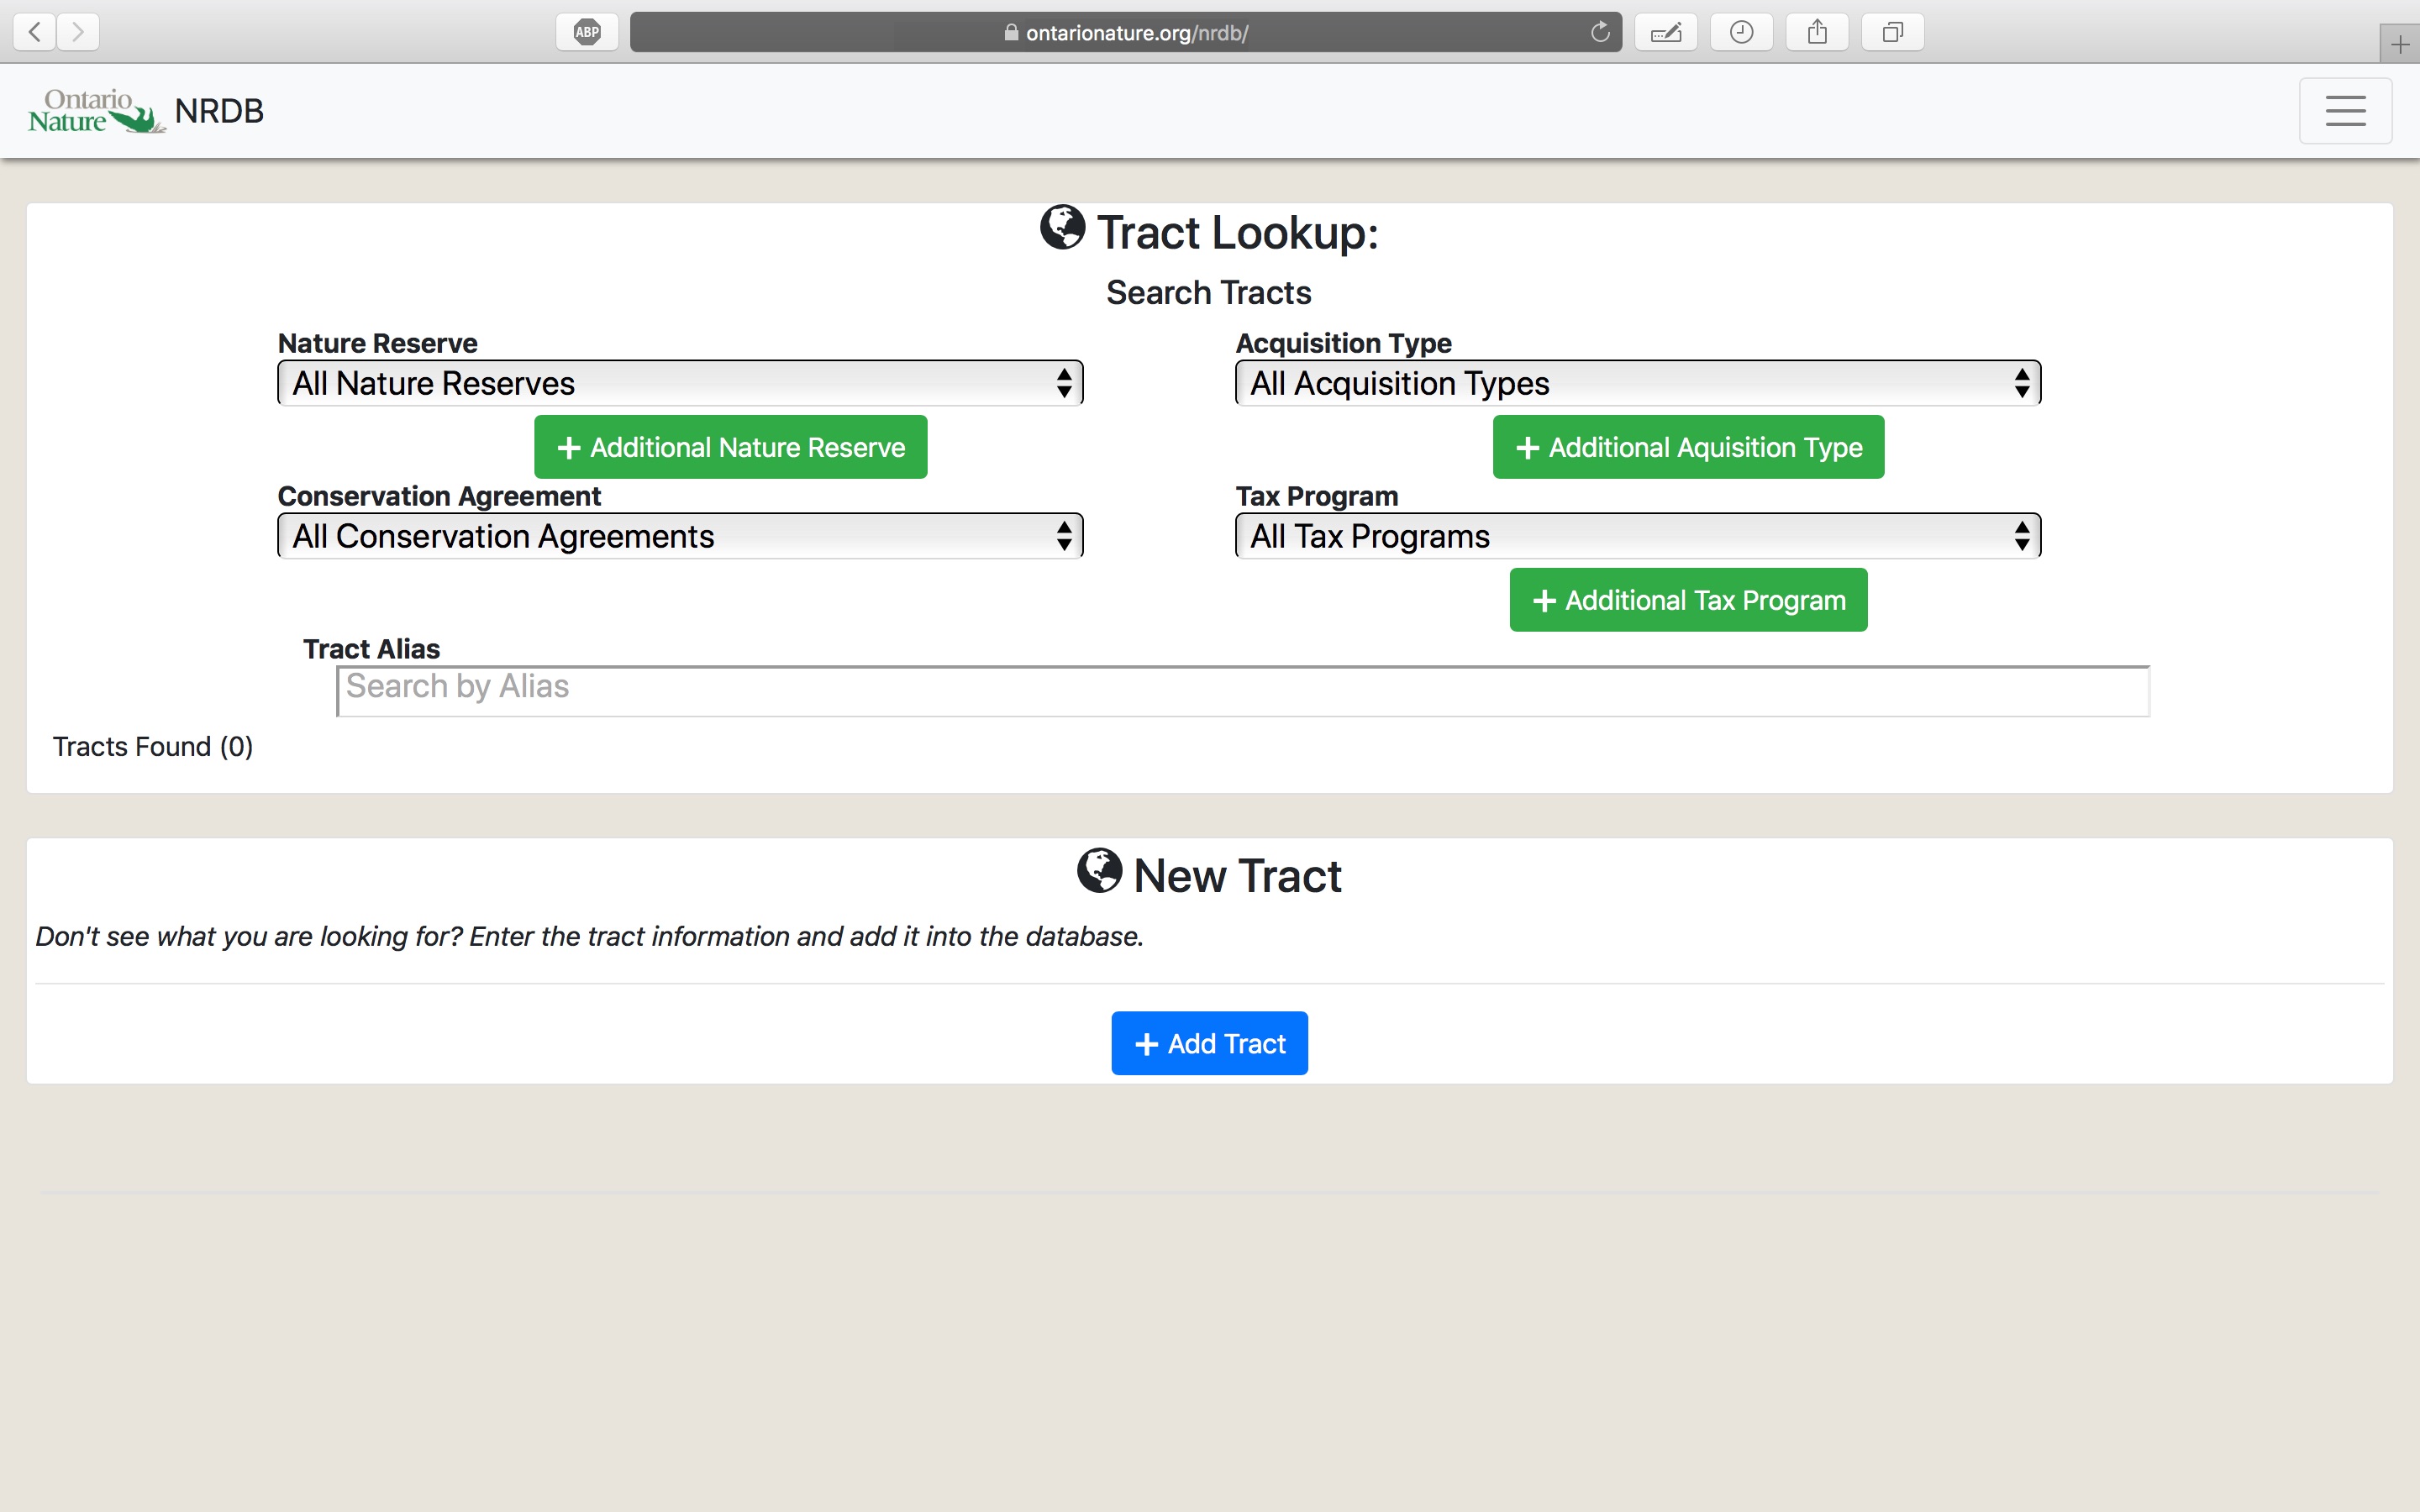 ABP
ontarionature.org/nrdb/
Ontario
Nature
NRDB
Tract Lookup:
Search Tracts
Nature Reserve
Acquisition Type
All Nature Reserves
All Acquisition Types
Additional Nature Reserve
Additional Aquisition Type
Conservation Agreement
Tax Program
All Conservation Agreements
All Tax Programs
Additional Tax Program
Tract Alias
Search by Alias
Tracts Found (0)
New Tract
Don't see what you are looking for? Enter the tract information and add it into the database.
Add Tract